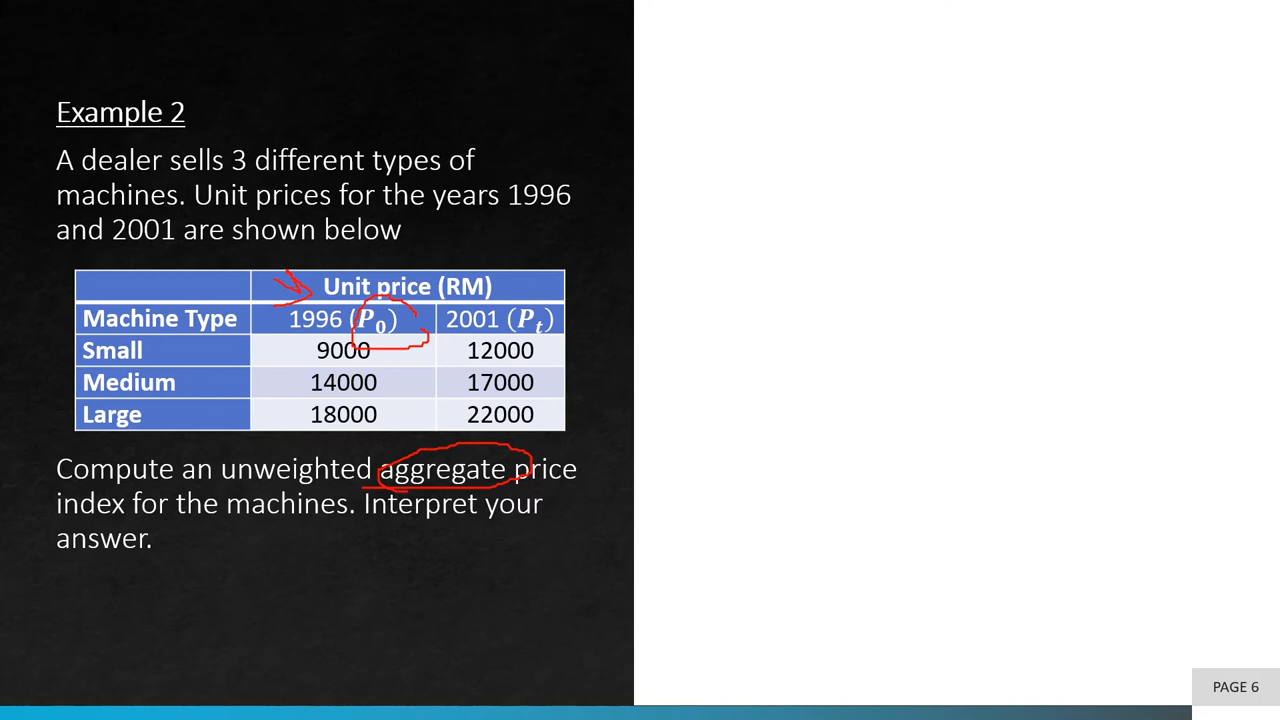 Example 2
A dealer sells 3 different types of
machines. Unit prices for the years 1996
and 2001 are shown below
Unit price (RM)
Machine Type 1996 (P₀) 2001 (Pₜ)
Small 9000 12000
Medium 14000 17000
Large 18000 22000
Compute an unweighted aggregate price
index for the machines. Interpret your
answer.
PAGE 6